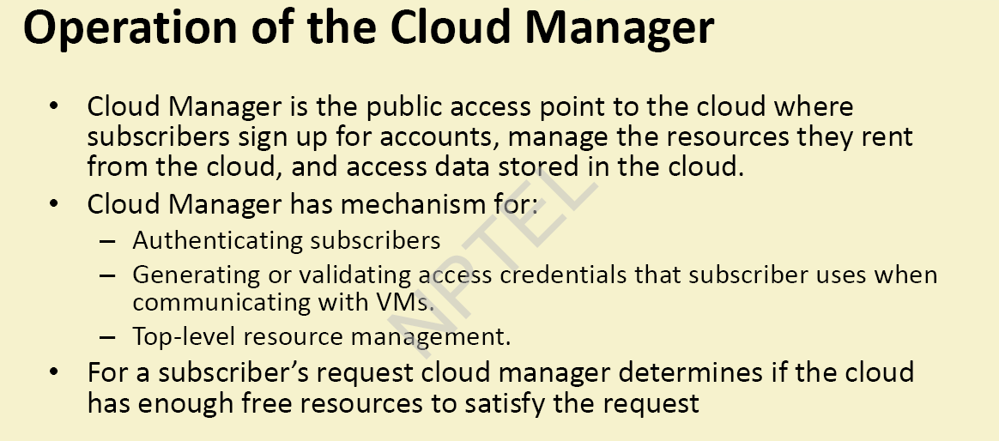 Operation of the Cloud Manager
• Cloud Manager is the public access point to the cloud where
subscribers sign up for accounts, manage the resources they rent
from the cloud, and access data stored in the cloud.
• Cloud Manager has mechanism for:
– Authenticating subscribers
– Generating or validating access credentials that subscriber uses when
communicating with VMs.
– Top-level resource management.
• For a subscriber’s request cloud manager determines if the cloud
has enough free resources to satisfy the request
NPTEL